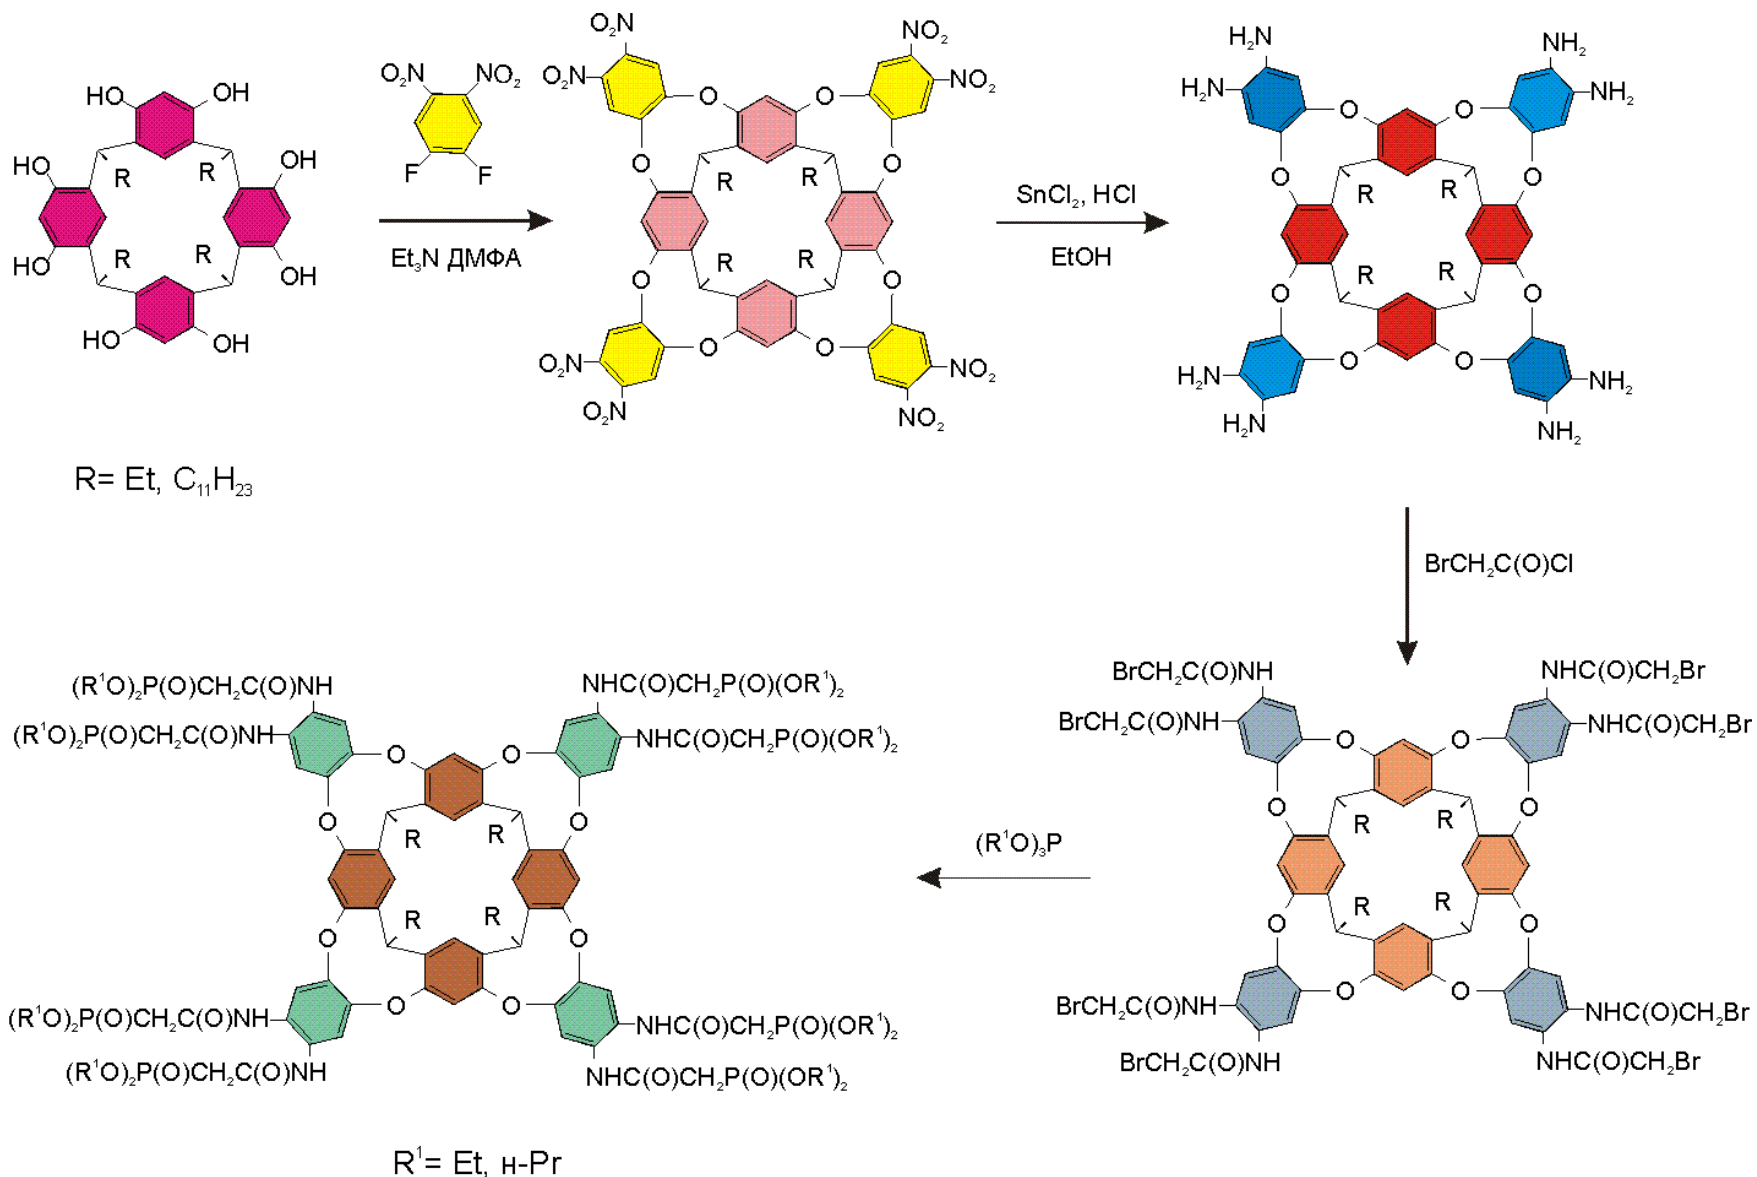 O₂N NO₂
O₂N NO₂
HO OH
O₂N NO₂
O O
R R
HO OH
F F
O O
R R
Et₃N ДМФА
R R
HO OH
R R
O O
HO OH
O O
O₂N NO₂
O₂N NO₂
H₂N NH₂
H₂N NH₂
O O
O O
SnCl₂, HCl
R R
EtOH
R R
O O
O O
H₂N NH₂
H₂N NH₂
R= Et, C₁₁H₂₃
BrCH₂C(O)Cl
BrCH₂C(O)NH NHC(O)CH₂Br
BrCH₂C(O)NH NHC(O)CH₂Br
O O
O O
R R
R R
O O
O O
BrCH₂C(O)NH NHC(O)CH₂Br
BrCH₂C(O)NH NHC(O)CH₂Br
(R¹O)₃P
(R¹O)₂P(O)CH₂C(O)NH NHC(O)CH₂P(O)(OR¹)₂
(R¹O)₂P(O)CH₂C(O)NH NHC(O)CH₂P(O)(OR¹)₂
O O
O O
R R
R R
O O
O O
(R¹O)₂P(O)CH₂C(O)NH NHC(O)CH₂P(O)(OR¹)₂
(R¹O)₂P(O)CH₂C(O)NH NHC(O)CH₂P(O)(OR¹)₂
R¹= Et, н-Pr